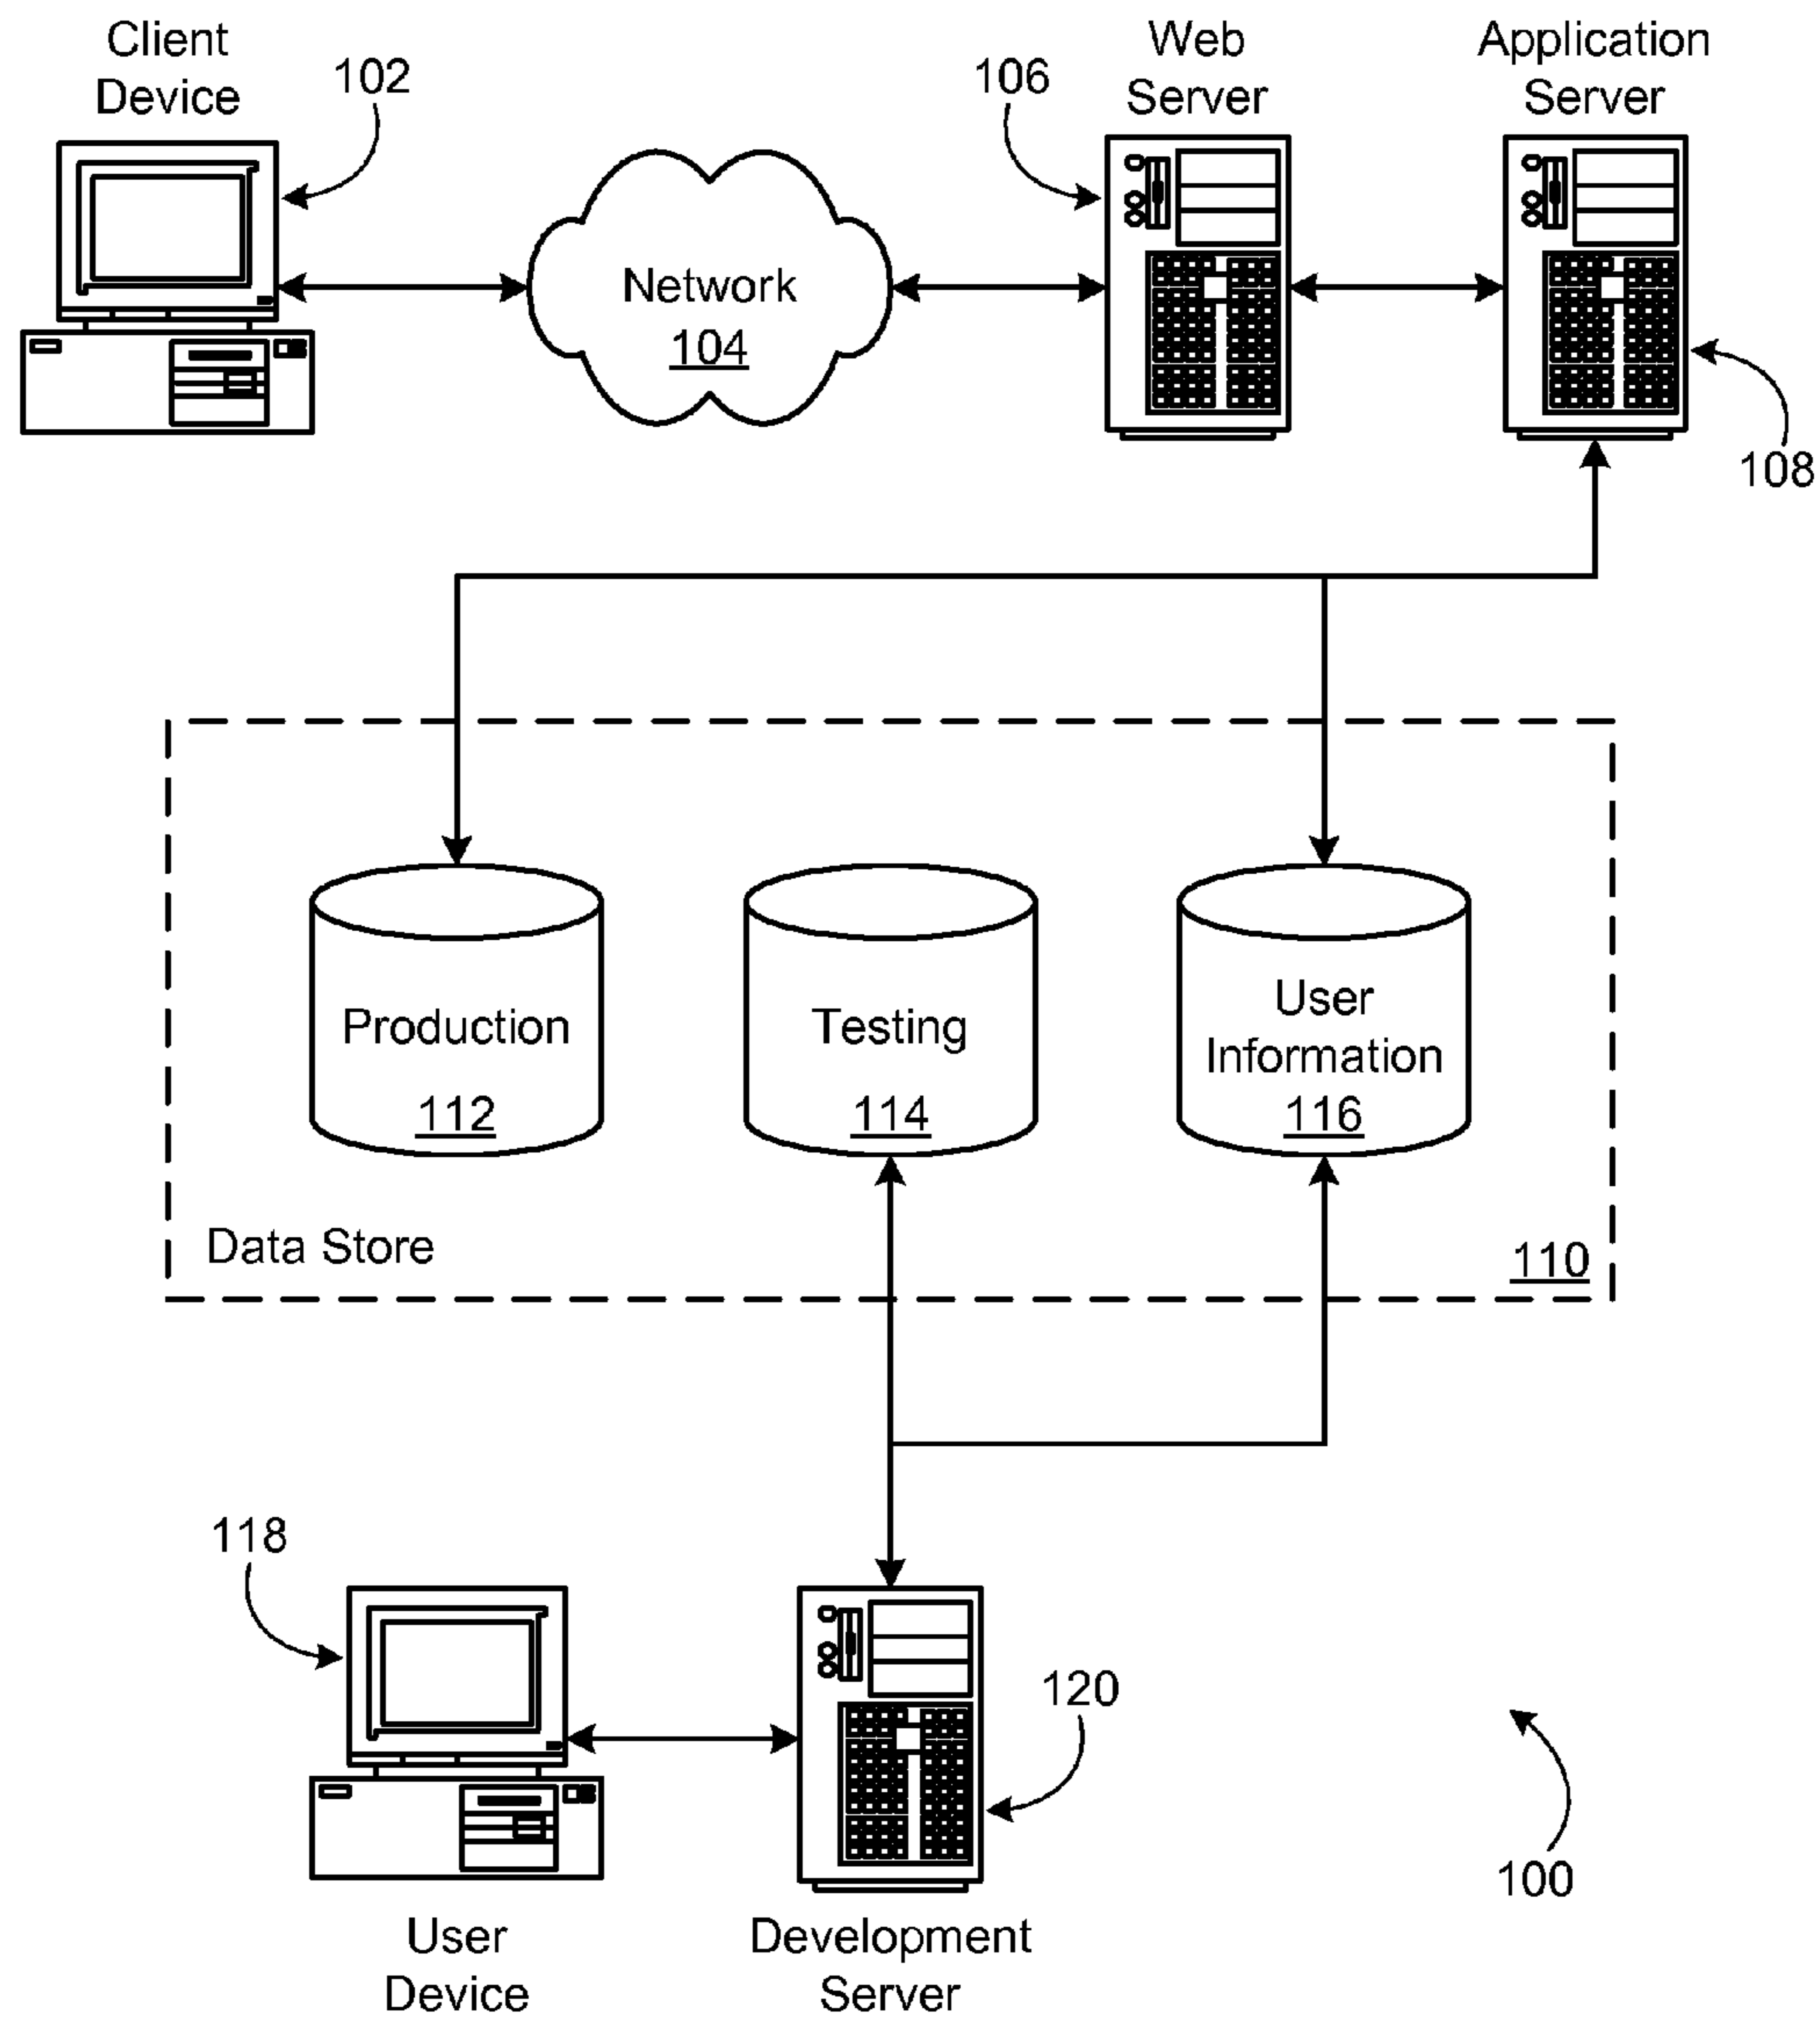 Client
Device
102
106
Web
Server
Application
Server
Network
104
108
Production
112
Testing
114
User
Information
116
Data Store
110
118
120
100
User
Device
Development
Server